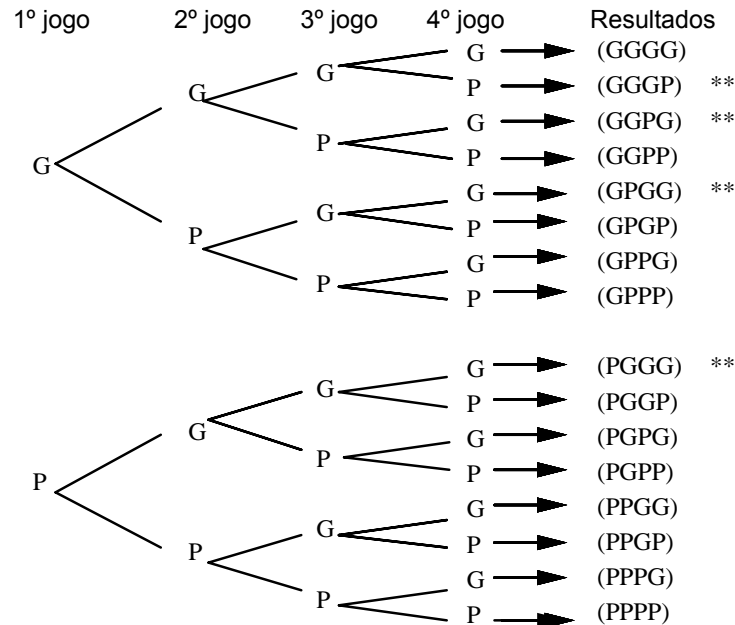 1º jogo 2º jogo 3º jogo 4º jogo Resultados
G (GGGG)
G
P (GGGP) **
G
G (GGPG) **
P
P (GGPP)
G
G (GPGG) **
G
P (GPGP)
P
G (GPPG)
P
P (GPPP)
G (PGGG) **
G
P (PGGP)
G
G (PGPG)
P
P (PGPP)
P
G (PPGG)
G
P (PPGP)
P
G (PPPG)
P
P (PPPP)